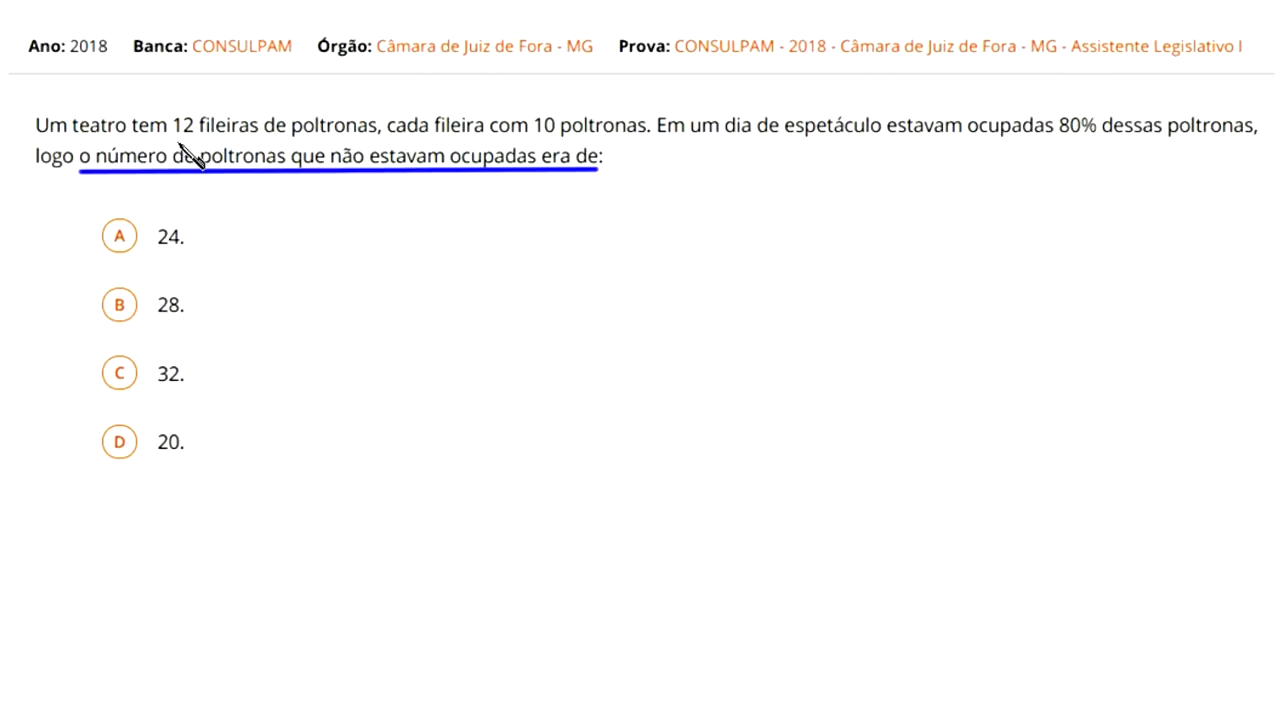 Ano: 2018 Banca: CONSULPAM Órgão: Câmara de Juiz de Fora - MG Prova: CONSULPAM - 2018 - Câmara de Juiz de Fora - MG - Assistente Legislativo I
Um teatro tem 12 fileiras de poltronas, cada fileira com 10 poltronas. Em um dia de espetáculo estavam ocupadas 80% dessas poltronas,
logo o número de poltronas que não estavam ocupadas era de:
A 24.
B 28.
C 32.
D 20.